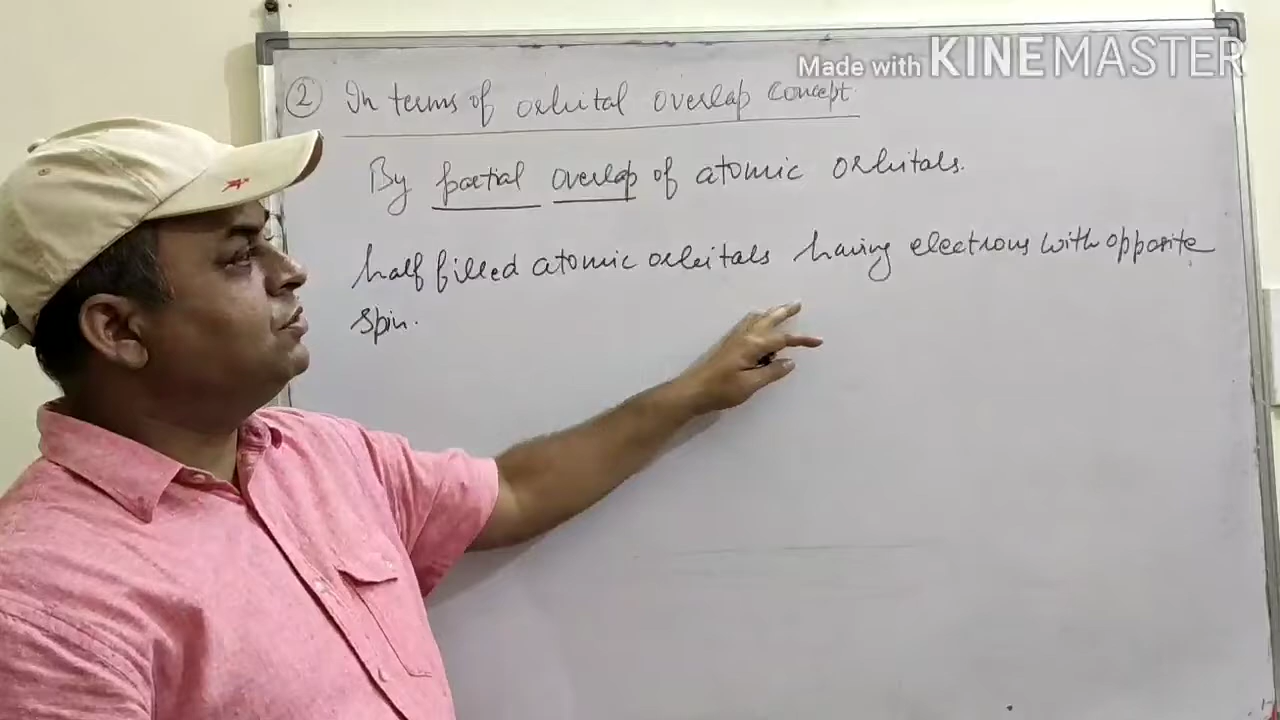 Made with KINEMASTER
② In terms of orbital overlap concept
By partial overlap of atomic orbitals.
half filled atomic orbitals having electrons with opposite
spin.